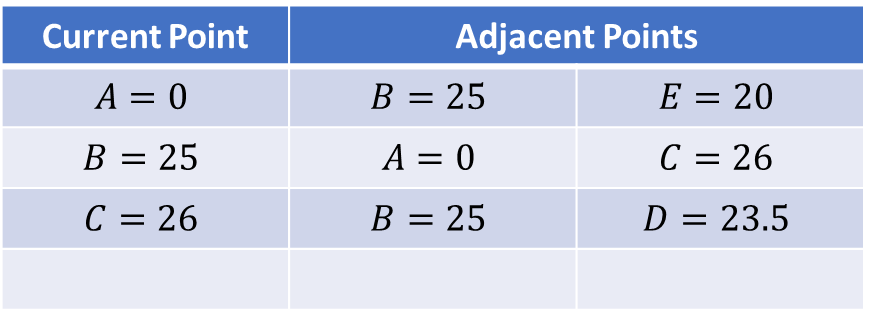 Current Point Adjacent Points
A = 0 B = 25 E = 20
B = 25 A = 0 C = 26
C = 26 B = 25 D = 23.5